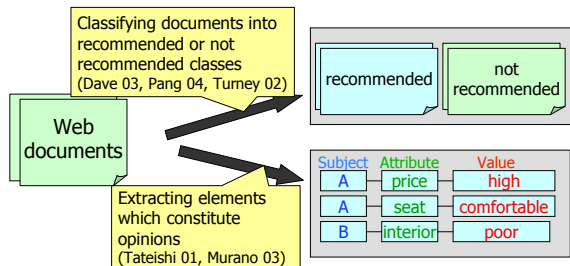 Classifying documents into
recommended or not
recommended classes
(Dave 03, Pang 04, Turney 02)
recommended
not
recommended
Web
documents
Subject Attribute Value
A price high
A seat comfortable
B interior poor
Extracting elements
which constitute
opinions
(Tateishi 01, Murano 03)